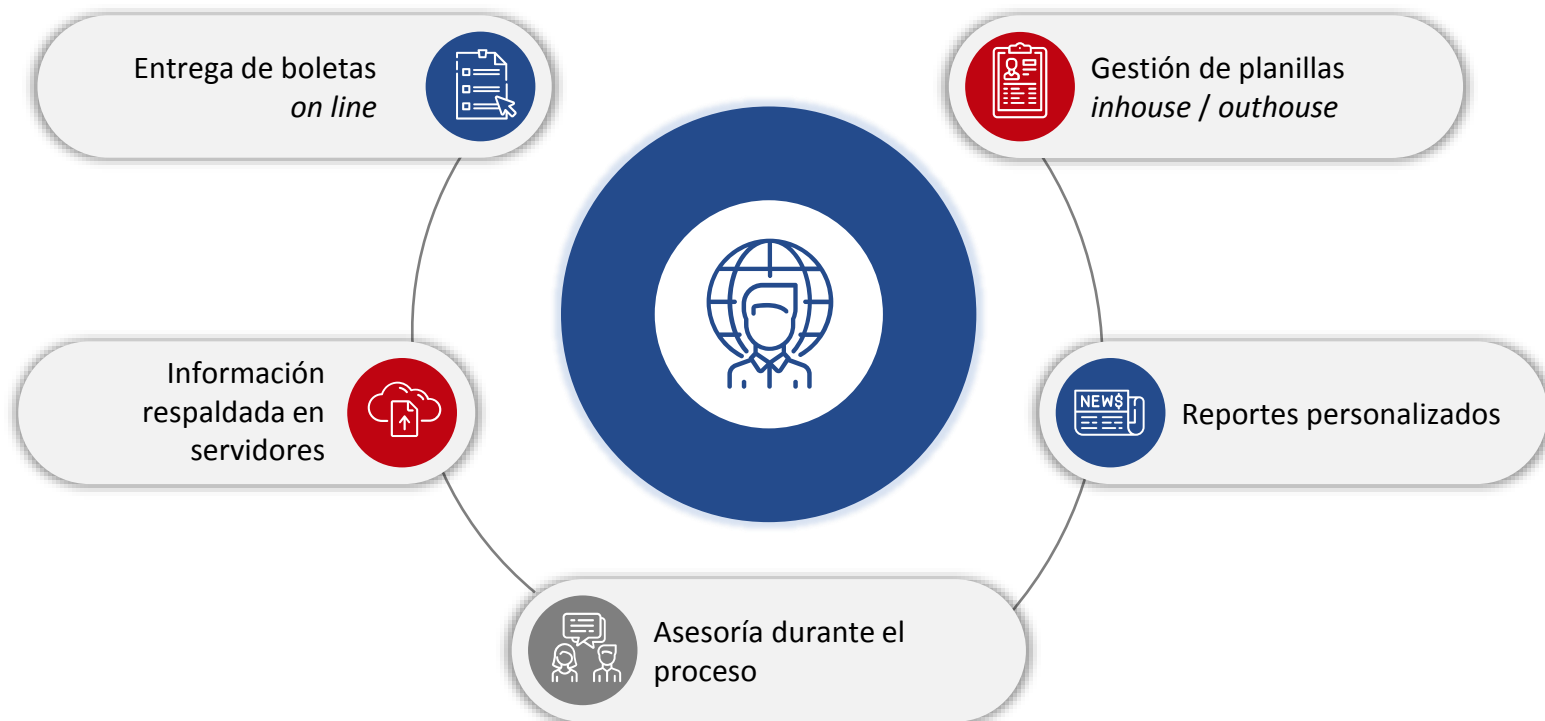 Entrega de boletas
on line
Gestión de planillas
inhouse / outhouse
Información
respaldada en
servidores
NEW$
Reportes personalizados
Asesoría durante el
proceso